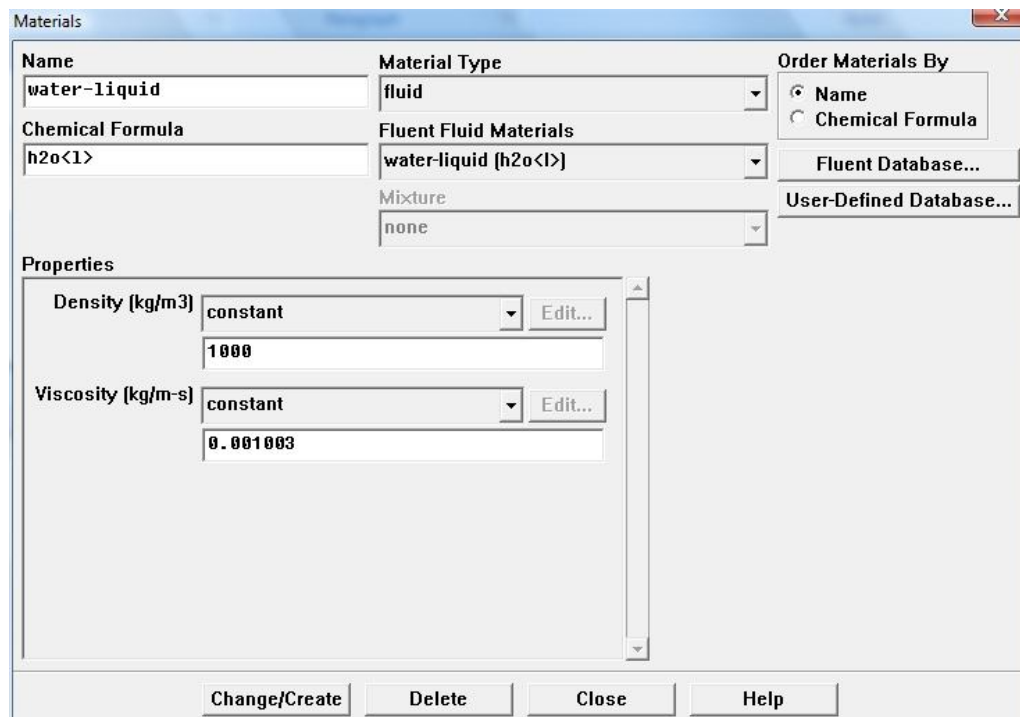 Materials
Name
water-liquid
Chemical Formula
h2o<l>
Material Type
fluid
Fluent Fluid Materials
water-liquid (h2o<l>)
Mixture
none
Order Materials By
Name
Chemical Formula
Fluent Database...
User-Defined Database...
Properties
Density (kg/m3) constant Edit...
1000
Viscosity (kg/m-s) constant Edit...
0.001003
Change/Create Delete Close Help